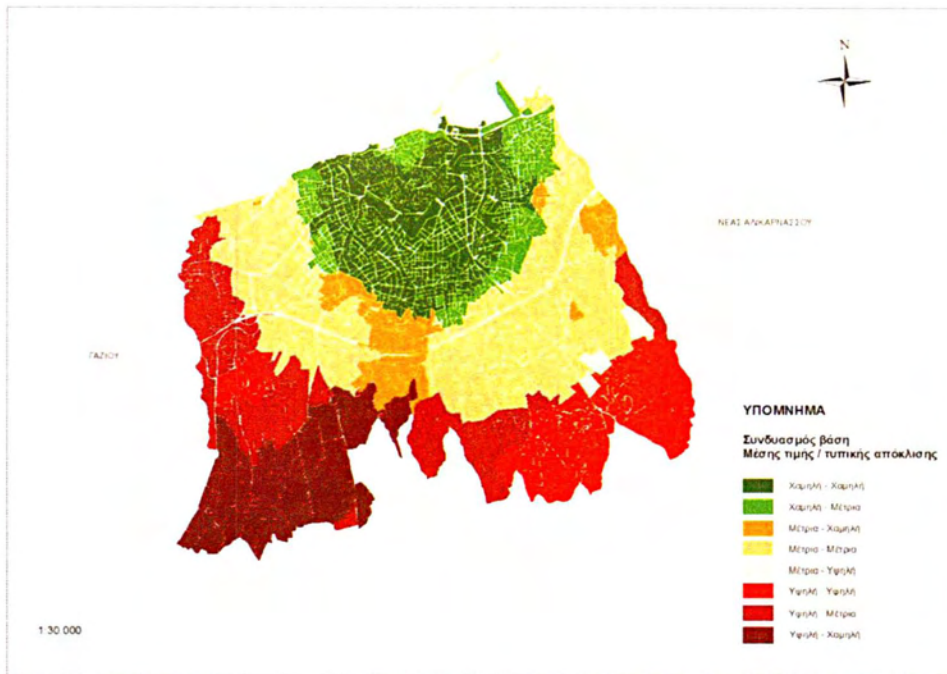 N
ΝΕΑΣ ΑΛΙΚΑΡΝΑΣΣΟΥ
ΓΑΖΙΟΥ
ΥΠΟΜΝΗΜΑ
Συνδυασμός βάση
Μέσης τιμής / τυπικής απόκλισης
Χαμηλή - Χαμηλή
Χαμηλή - Μέτρια
Μέτρια - Χαμηλή
Μέτρια - Μέτρια
Μέτρια - Υψηλή
Υψηλή - Υψηλή
Υψηλή - Μέτρια
Υψηλή - Χαμηλή
1:30 000